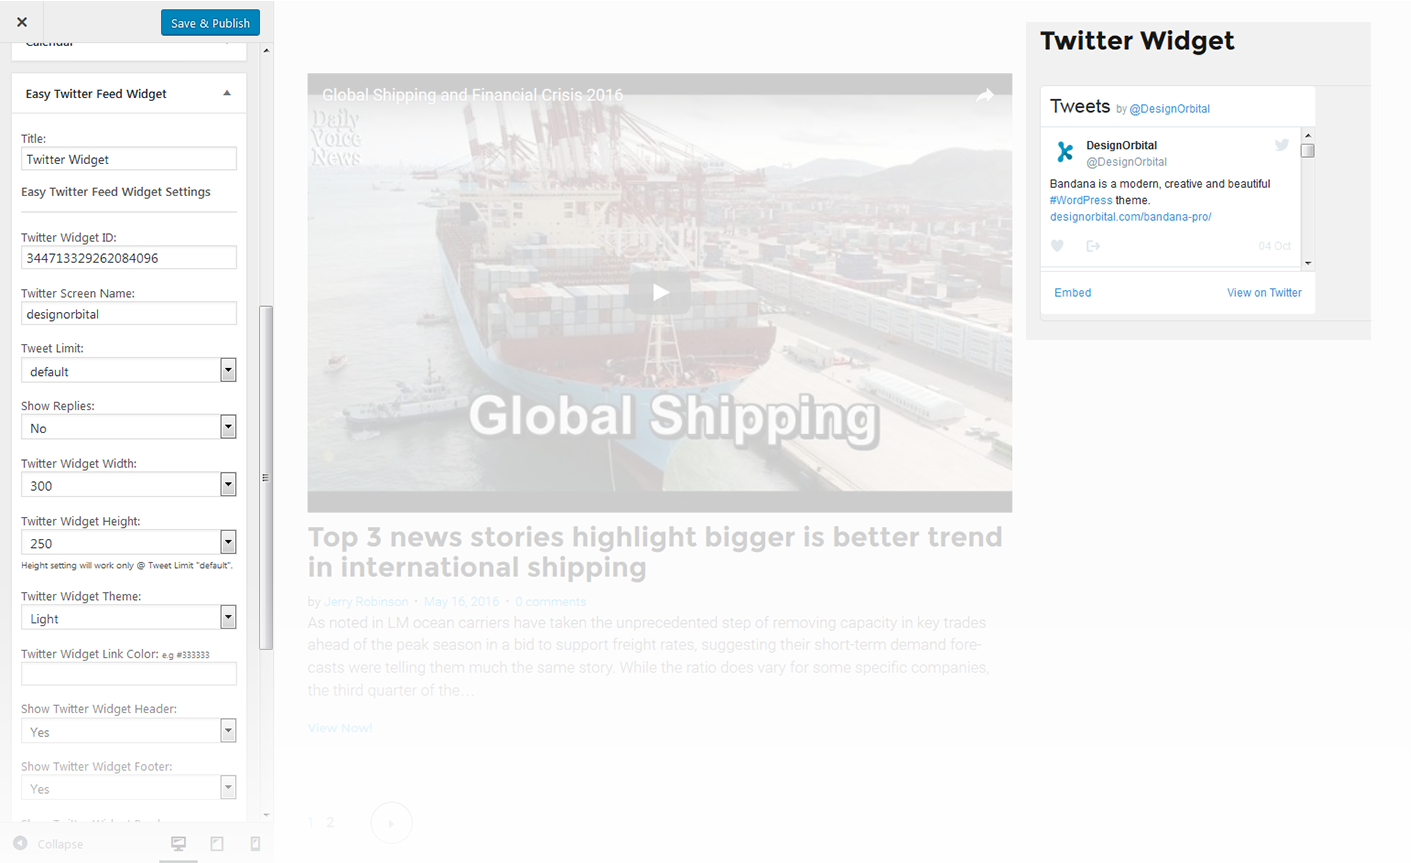 Save & Publish
Calendar
Easy Twitter Feed Widget
Title:
Twitter Widget
Easy Twitter Feed Widget Settings
Twitter Widget ID:
344713329262084096
Twitter Screen Name:
designorbital
Tweet Limit:
default
Show Replies:
No
Twitter Widget Width:
300
Twitter Widget Height:
250
Height setting will work only @ Tweet Limit "default".
Twitter Widget Theme:
Light
Twitter Widget Link Color: e.g #333333
Show Twitter Widget Header:
Yes
Show Twitter Widget Footer:
Yes
Collapse
Global Shipping and Financial Crisis 2016
Daily
Voice
News
Global Shipping
Top 3 news stories highlight bigger is better trend
in international shipping
by Jerry Robinson • May 16, 2016 • 0 comments
As noted in LM ocean carriers have taken the unprecedented step of removing capacity in key trades
ahead of the peak season in a bid to support freight rates, suggesting their short-term demand fore-
casts were telling them much the same story. While the ratio does vary for some specific companies,
the third quarter of the…
View Now!
1 2
Twitter Widget
Tweets by @DesignOrbital
DesignOrbital
@DesignOrbital
Bandana is a modern, creative and beautiful
#WordPress theme.
designorbital.com/bandana-pro/
04 Oct
Embed
View on Twitter